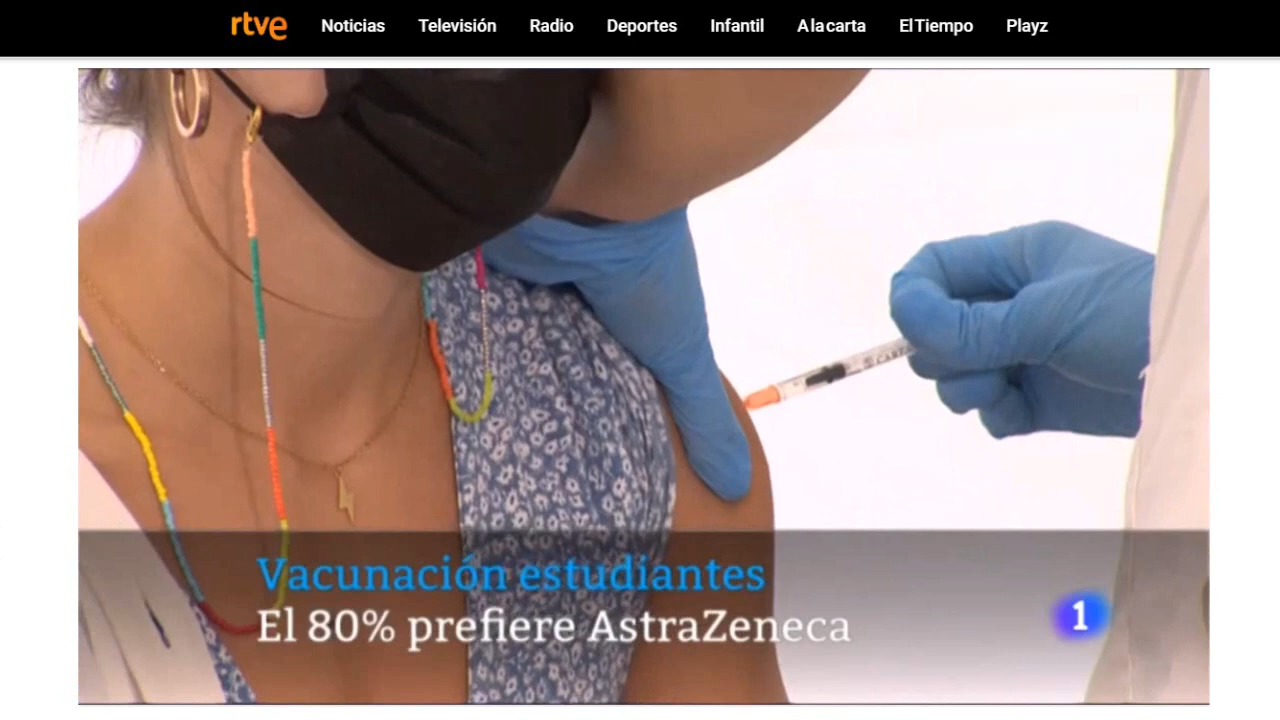 rtve Noticias Televisión Radio Deportes Infantil A la carta El Tiempo Playz
Vacunación estudiantes
El 80% prefiere AstraZeneca
1